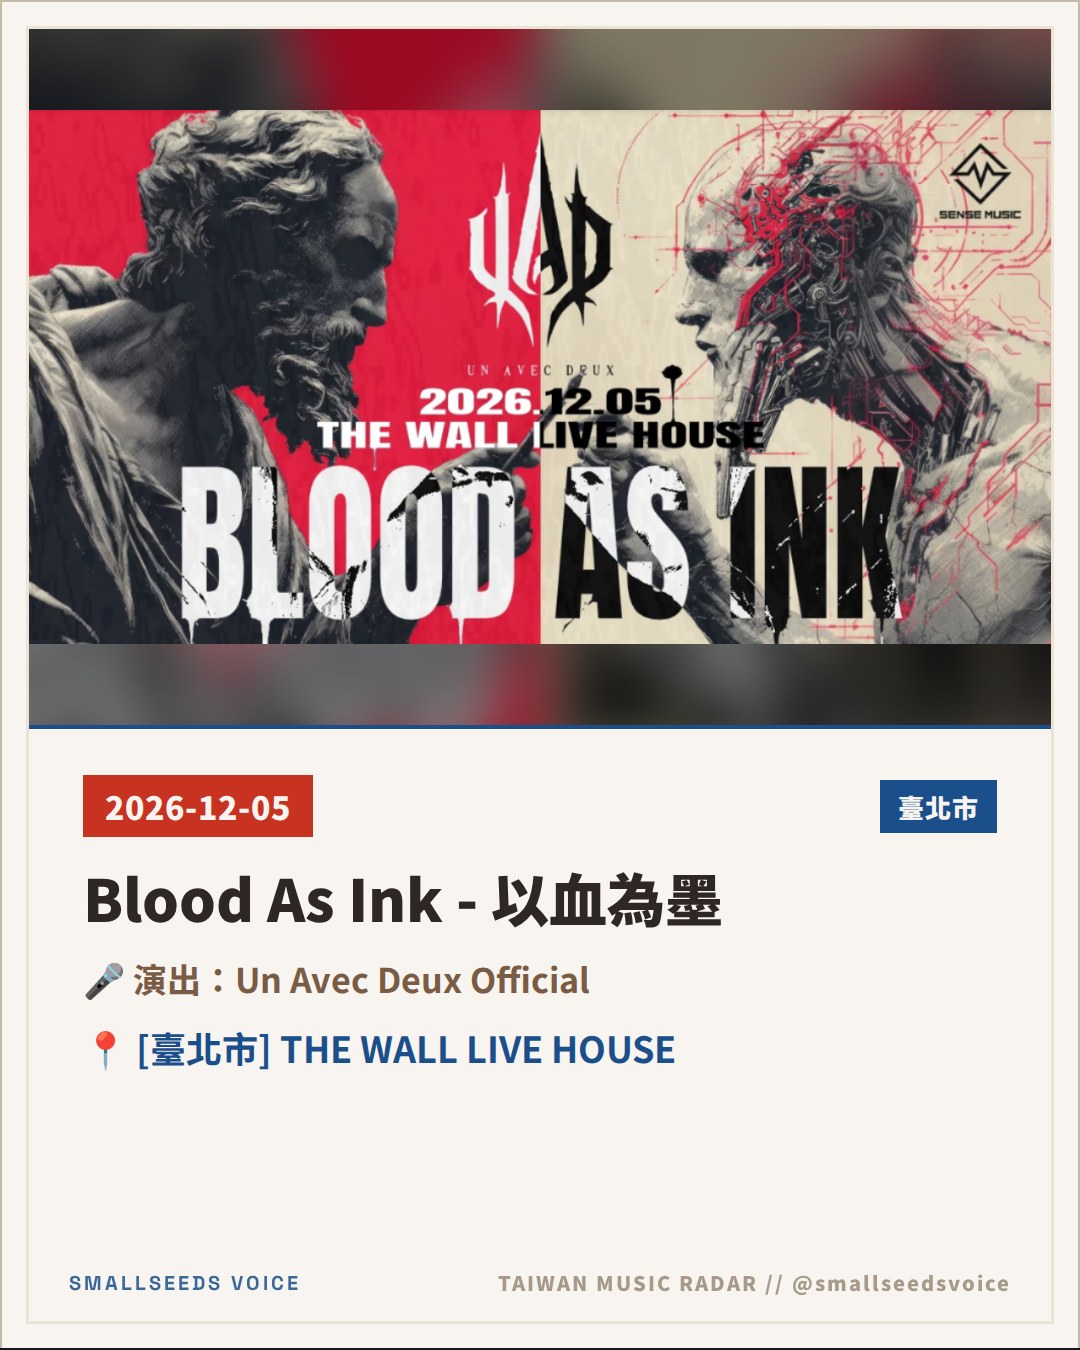 UAD
SENSE MUSIC
UN AVEC DEUX
2026.12.05
THE WALL LIVE HOUSE
BLOOD AS INK
2026-12-05
臺北市
Blood As Ink - 以血為墨
🎤 演出：Un Avec Deux Official
📍 [臺北市] THE WALL LIVE HOUSE
SMALLSEEDS VOICE
TAIWAN MUSIC RADAR // @smallseedsvoice